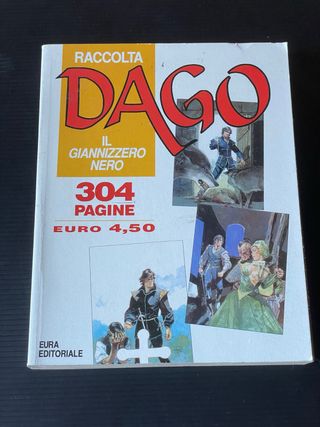 RACCOLTA
DAGO
IL
GIANNIZZERO
NERO
304
PAGINE
EURO 4,50
EURA
EDITORIALE